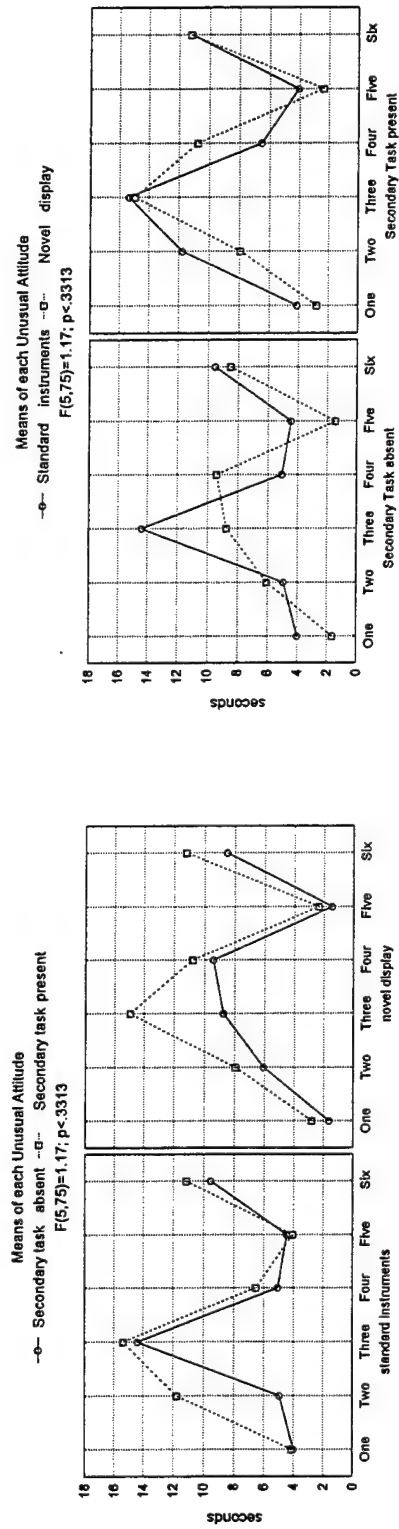 Means of each Unusual Attitude
-o- Secondary task absent -□- Secondary task present
F(5,75)=1.17; p<.3313
seconds
18
16
14
12
10
8
6
4
2
0
One Two Three Four Five Six
standard Instruments
One Two Three Four Five Six
novel display
Means of each Unusual Attitude
-o- Standard instruments -□- Novel display
F(5,75)=1.17; p<.3313
seconds
18
16
14
12
10
8
6
4
2
0
One Two Three Four Five Six
Secondary Task absent
One Two Three Four Five Six
Secondary Task present